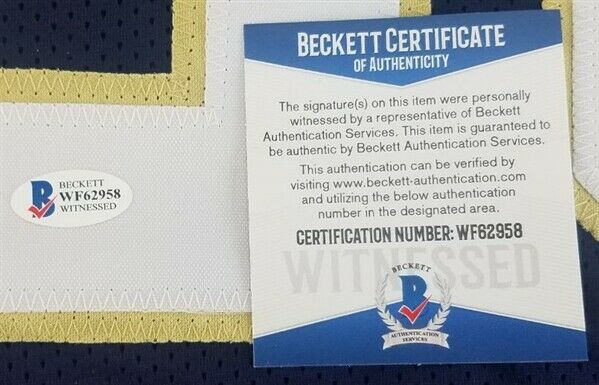 BECKETT CERTIFICATE
OF AUTHENTICITY
The signature(s) on this item were personally
witnessed by a representative of Beckett
Authentication Services. This item is guaranteed to
be authentic by Beckett Authentication Services.
This authentication can be verified by
visiting www.beckett-authentication.com
and utilizing the below authentication
number in the designated area.
CERTIFICATION NUMBER: WF62958
WITNESSED
BECKETT
B
AUTHENTICATION
SERVICES
B
BECKETT
WF62958
WITNESSED